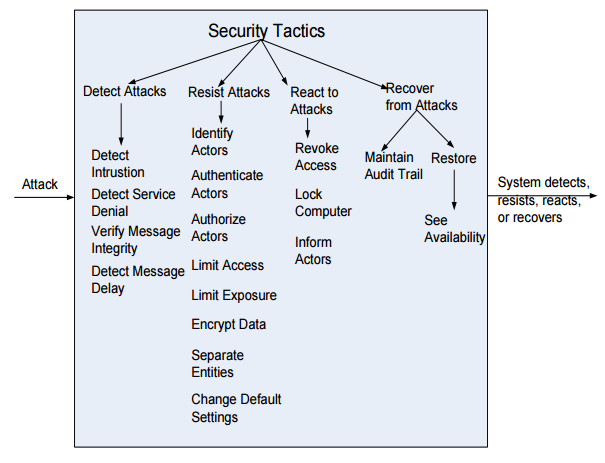 Security Tactics
Detect Attacks
Resist Attacks
React to
Attacks
Recover
from Attacks
Attack
Detect
Intrustion
Detect Service
Denial
Verify Message
Integrity
Detect Message
Delay
Identify
Actors
Authenticate
Actors
Authorize
Actors
Limit Access
Limit Exposure
Encrypt Data
Separate
Entities
Change Default
Settings
Revoke
Access
Lock
Computer
Inform
Actors
Maintain
Audit Trail
Restore
See
Availability
System detects,
resists, reacts,
or recovers